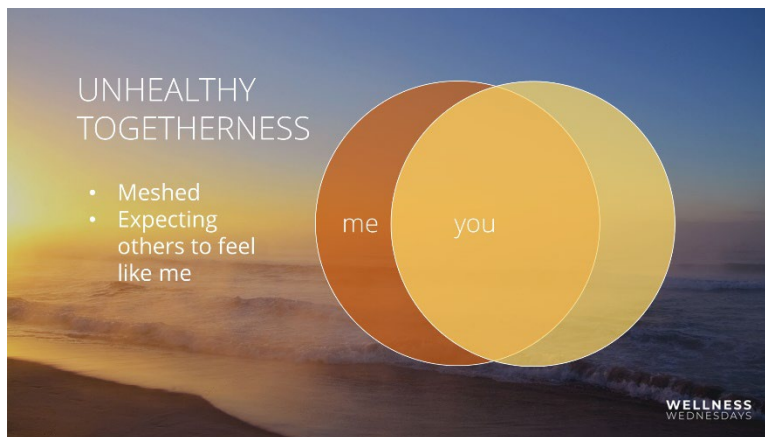 UNHEALTHY
TOGETHERNESS
• Meshed
• Expecting
others to feel
like me
me
you
WELLNESS
WEDNESDAYS